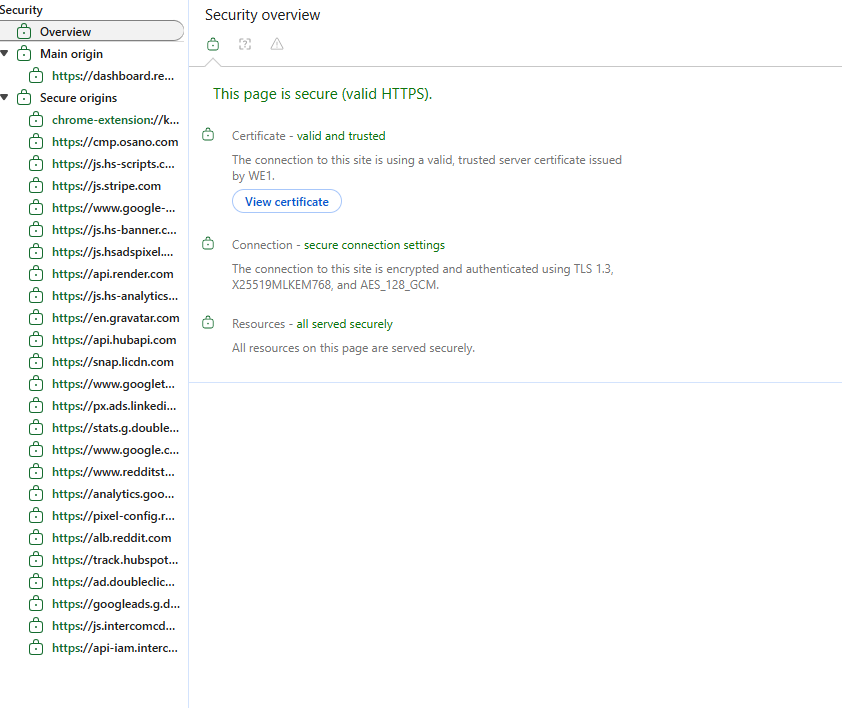 Security
Overview
Main origin
https://dashboard.re...
Secure origins
chrome-extension://k...
https://cmp.osano.com
https://js.hs-scripts.c...
https://js.stripe.com
https://www.google-...
https://js.hs-banner.c...
https://js.hsadspixel....
https://api.render.com
https://js.hs-analytics...
https://en.gravatar.com
https://api.hubapi.com
https://snap.licdn.com
https://www.googlet...
https://px.ads.linkedi...
https://stats.g.double...
https://www.google.c...
https://www.redditst...
https://analytics.goo...
https://pixel-config.r...
https://alb.reddit.com
https://track.hubspot...
https://ad.doubleclic...
https://googleads.g.d...
https://js.intercomcd...
https://api-iam.interc...
Security overview
This page is secure (valid HTTPS).
Certificate - valid and trusted
The connection to this site is using a valid, trusted server certificate issued
by WE1.
View certificate
Connection - secure connection settings
The connection to this site is encrypted and authenticated using TLS 1.3,
X25519MLKEM768, and AES_128_GCM.
Resources - all served securely
All resources on this page are served securely.